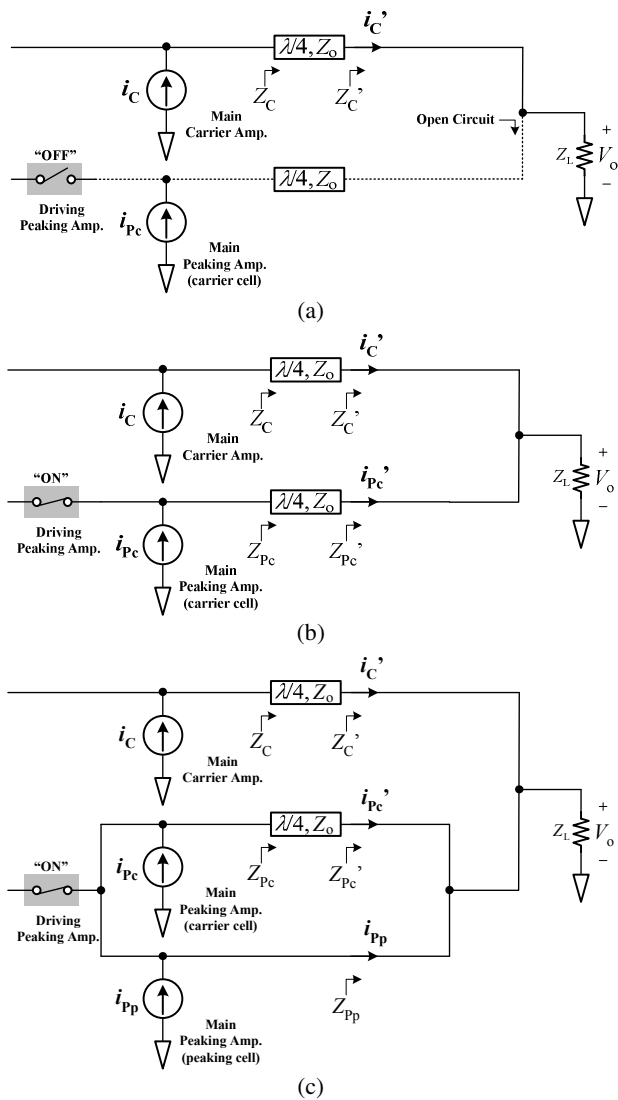 i_C'
λ/4, Z_o
i_C
Z_C
Z_C'
Main
Carrier Amp.
Open Circuit
+
Z_L
V_o
−
“OFF”
λ/4, Z_o
Driving
Peaking Amp.
i_Pc
Main
Peaking Amp.
(carrier cell)
(a)
i_C'
λ/4, Z_o
i_C
Z_C
Z_C'
Main
Carrier Amp.
+
Z_L
V_o
−
“ON”
i_Pc'
λ/4, Z_o
Driving
Peaking Amp.
i_Pc
Z_Pc
Z_Pc'
Main
Peaking Amp.
(carrier cell)
(b)
i_C'
λ/4, Z_o
i_C
Z_C
Z_C'
Main
Carrier Amp.
+
Z_L
V_o
−
i_Pc'
λ/4, Z_o
“ON”
i_Pc
Z_Pc
Z_Pc'
Driving
Peaking Amp.
Main
Peaking Amp.
(carrier cell)
i_Pp
i_Pp
Z_Pp
Main
Peaking Amp.
(peaking cell)
(c)